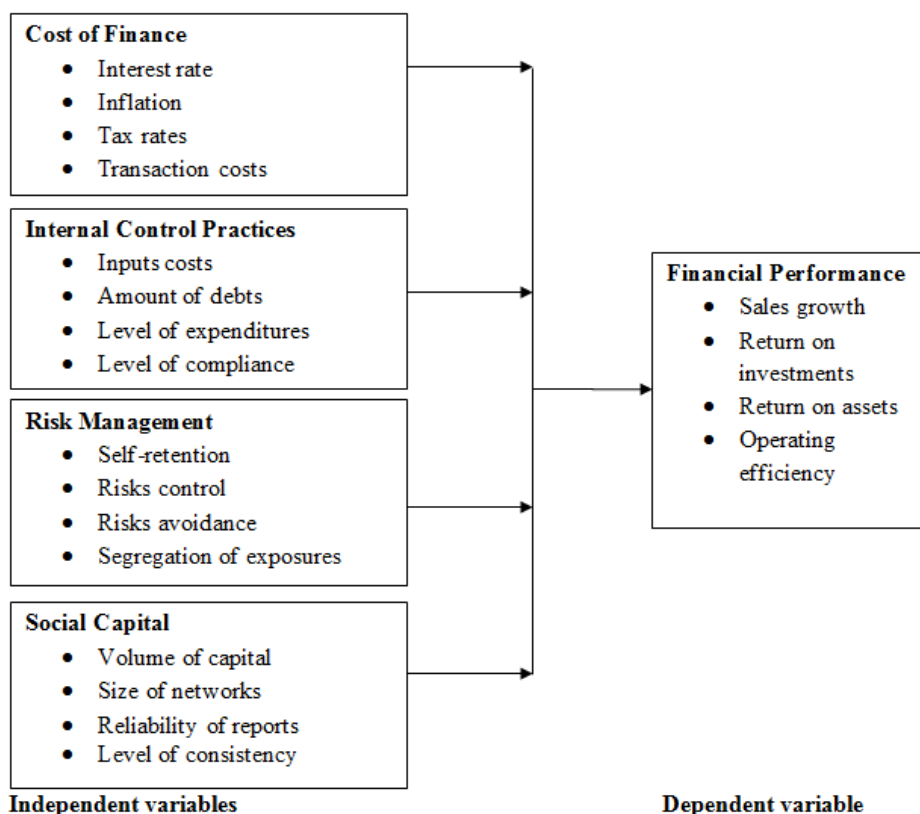 Cost of Finance
• Interest rate
• Inflation
• Tax rates
• Transaction costs
Internal Control Practices
• Inputs costs
• Amount of debts
• Level of expenditures
• Level of compliance
Risk Management
• Self-retention
• Risks control
• Risks avoidance
• Segregation of exposures
Social Capital
• Volume of capital
• Size of networks
• Reliability of reports
• Level of consistency
Independent variables
Financial Performance
• Sales growth
• Return on
investments
• Return on assets
• Operating
efficiency
Dependent variable